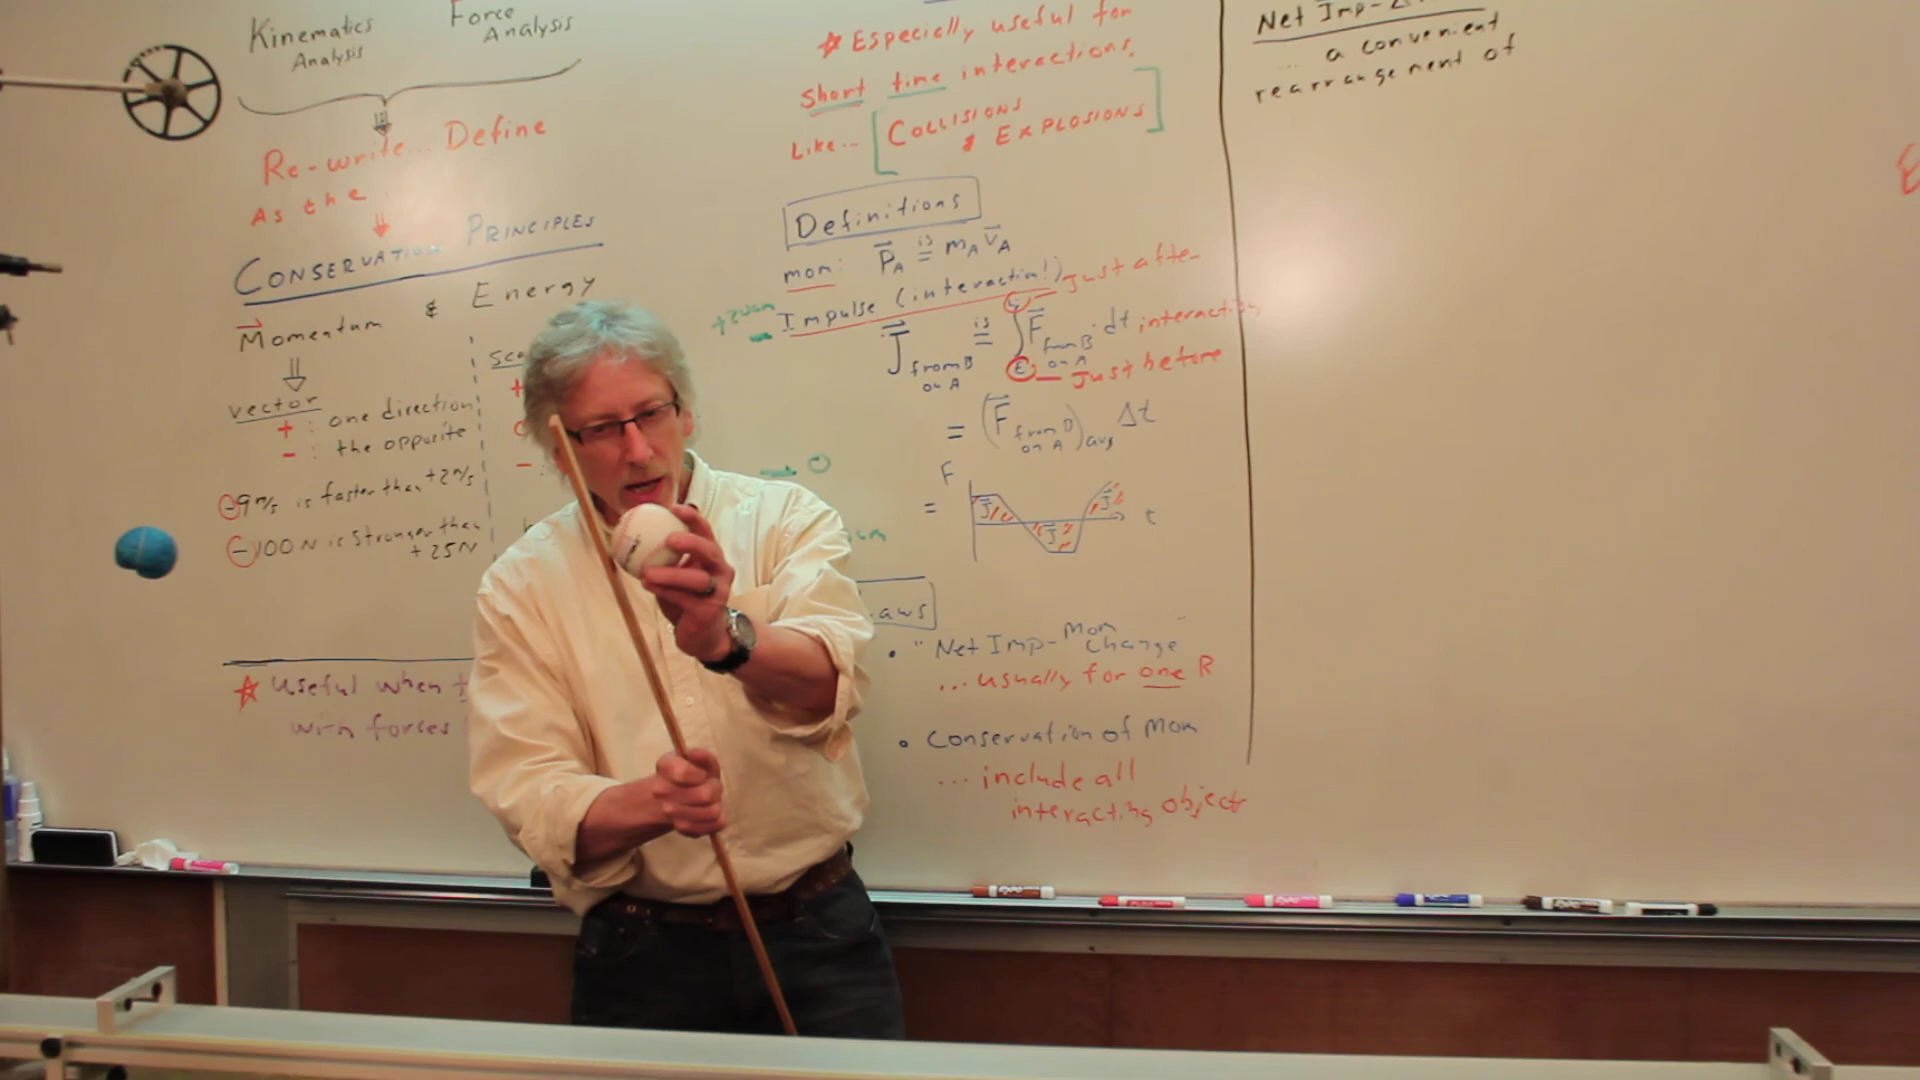 Kinematics
Analysis
Force
Analysis
Re-write... Define
As the
CONSERVATION PRINCIPLES
Momentum & Energy
vector
+ : one direction
- : the opposite
-9 m/s is faster than +2 m/s
-100 N is stronger than
+25N
Useful when
with forces
Especially useful for
short time interactions.
Like... [COLLISIONS
& EXPLOSIONS]
Definitions
mom: P_A is= m_A V_A
Impulse (interaction!)
Just after
J from B on A is= ∫ F from B on A · dt interaction
Just before
= (F from B on A) avg Δt
F
= J J J t
→ 0
aws
• "Net Imp- Mom change"
... usually for one R
• Conservation of Mom
... include all
interacting objects
Net Imp-
... a convenient
rearrangement of